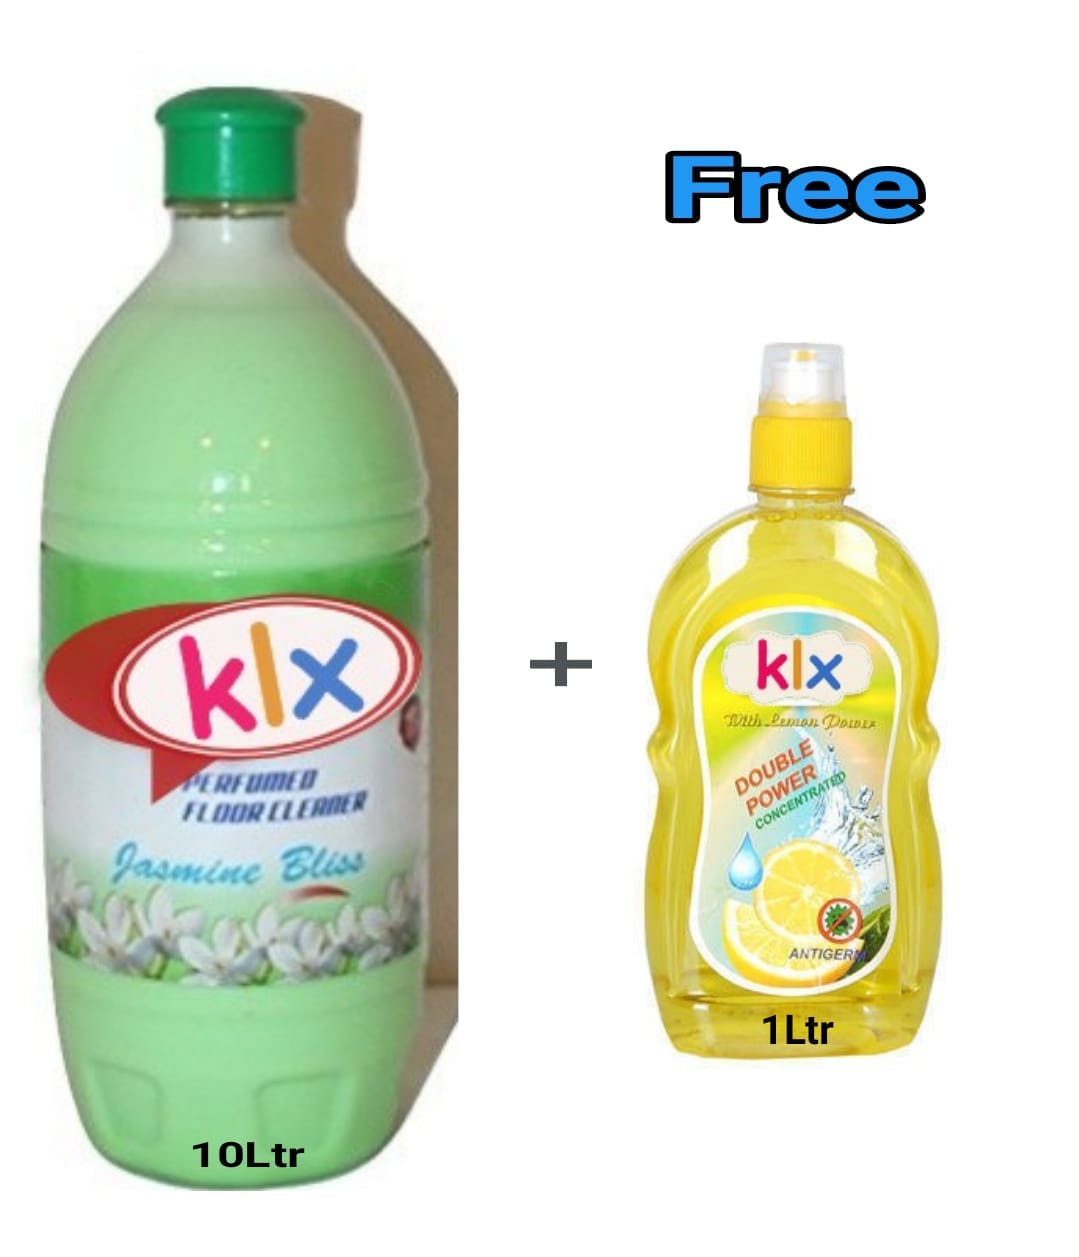 Free
klx
PERFUMED
FLOOR CLEANER
Jasmine Bliss
10Ltr
klx
With Lemon Power
DOUBLE
POWER
CONCENTRATED
ANTIGERM
1Ltr